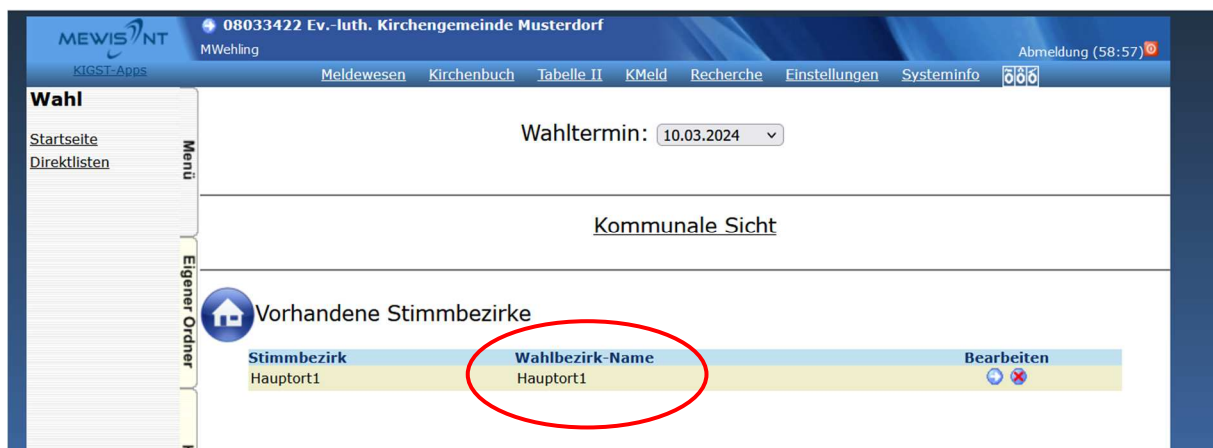 MEWIS NT
KIGST-Apps
08033422 Ev.-luth. Kirchengemeinde Musterdorf
MWehling
Abmeldung (58:57)
Meldewesen Kirchenbuch Tabelle II KMeld Recherche Einstellungen Systeminfo õôó
Wahl
Startseite
Direktlisten
Menü
Eigener Ordner
Wahltermin: 10.03.2024
Kommunale Sicht
Vorhandene Stimmbezirke
Stimmbezirk Wahlbezirk-Name Bearbeiten
Hauptort1 Hauptort1